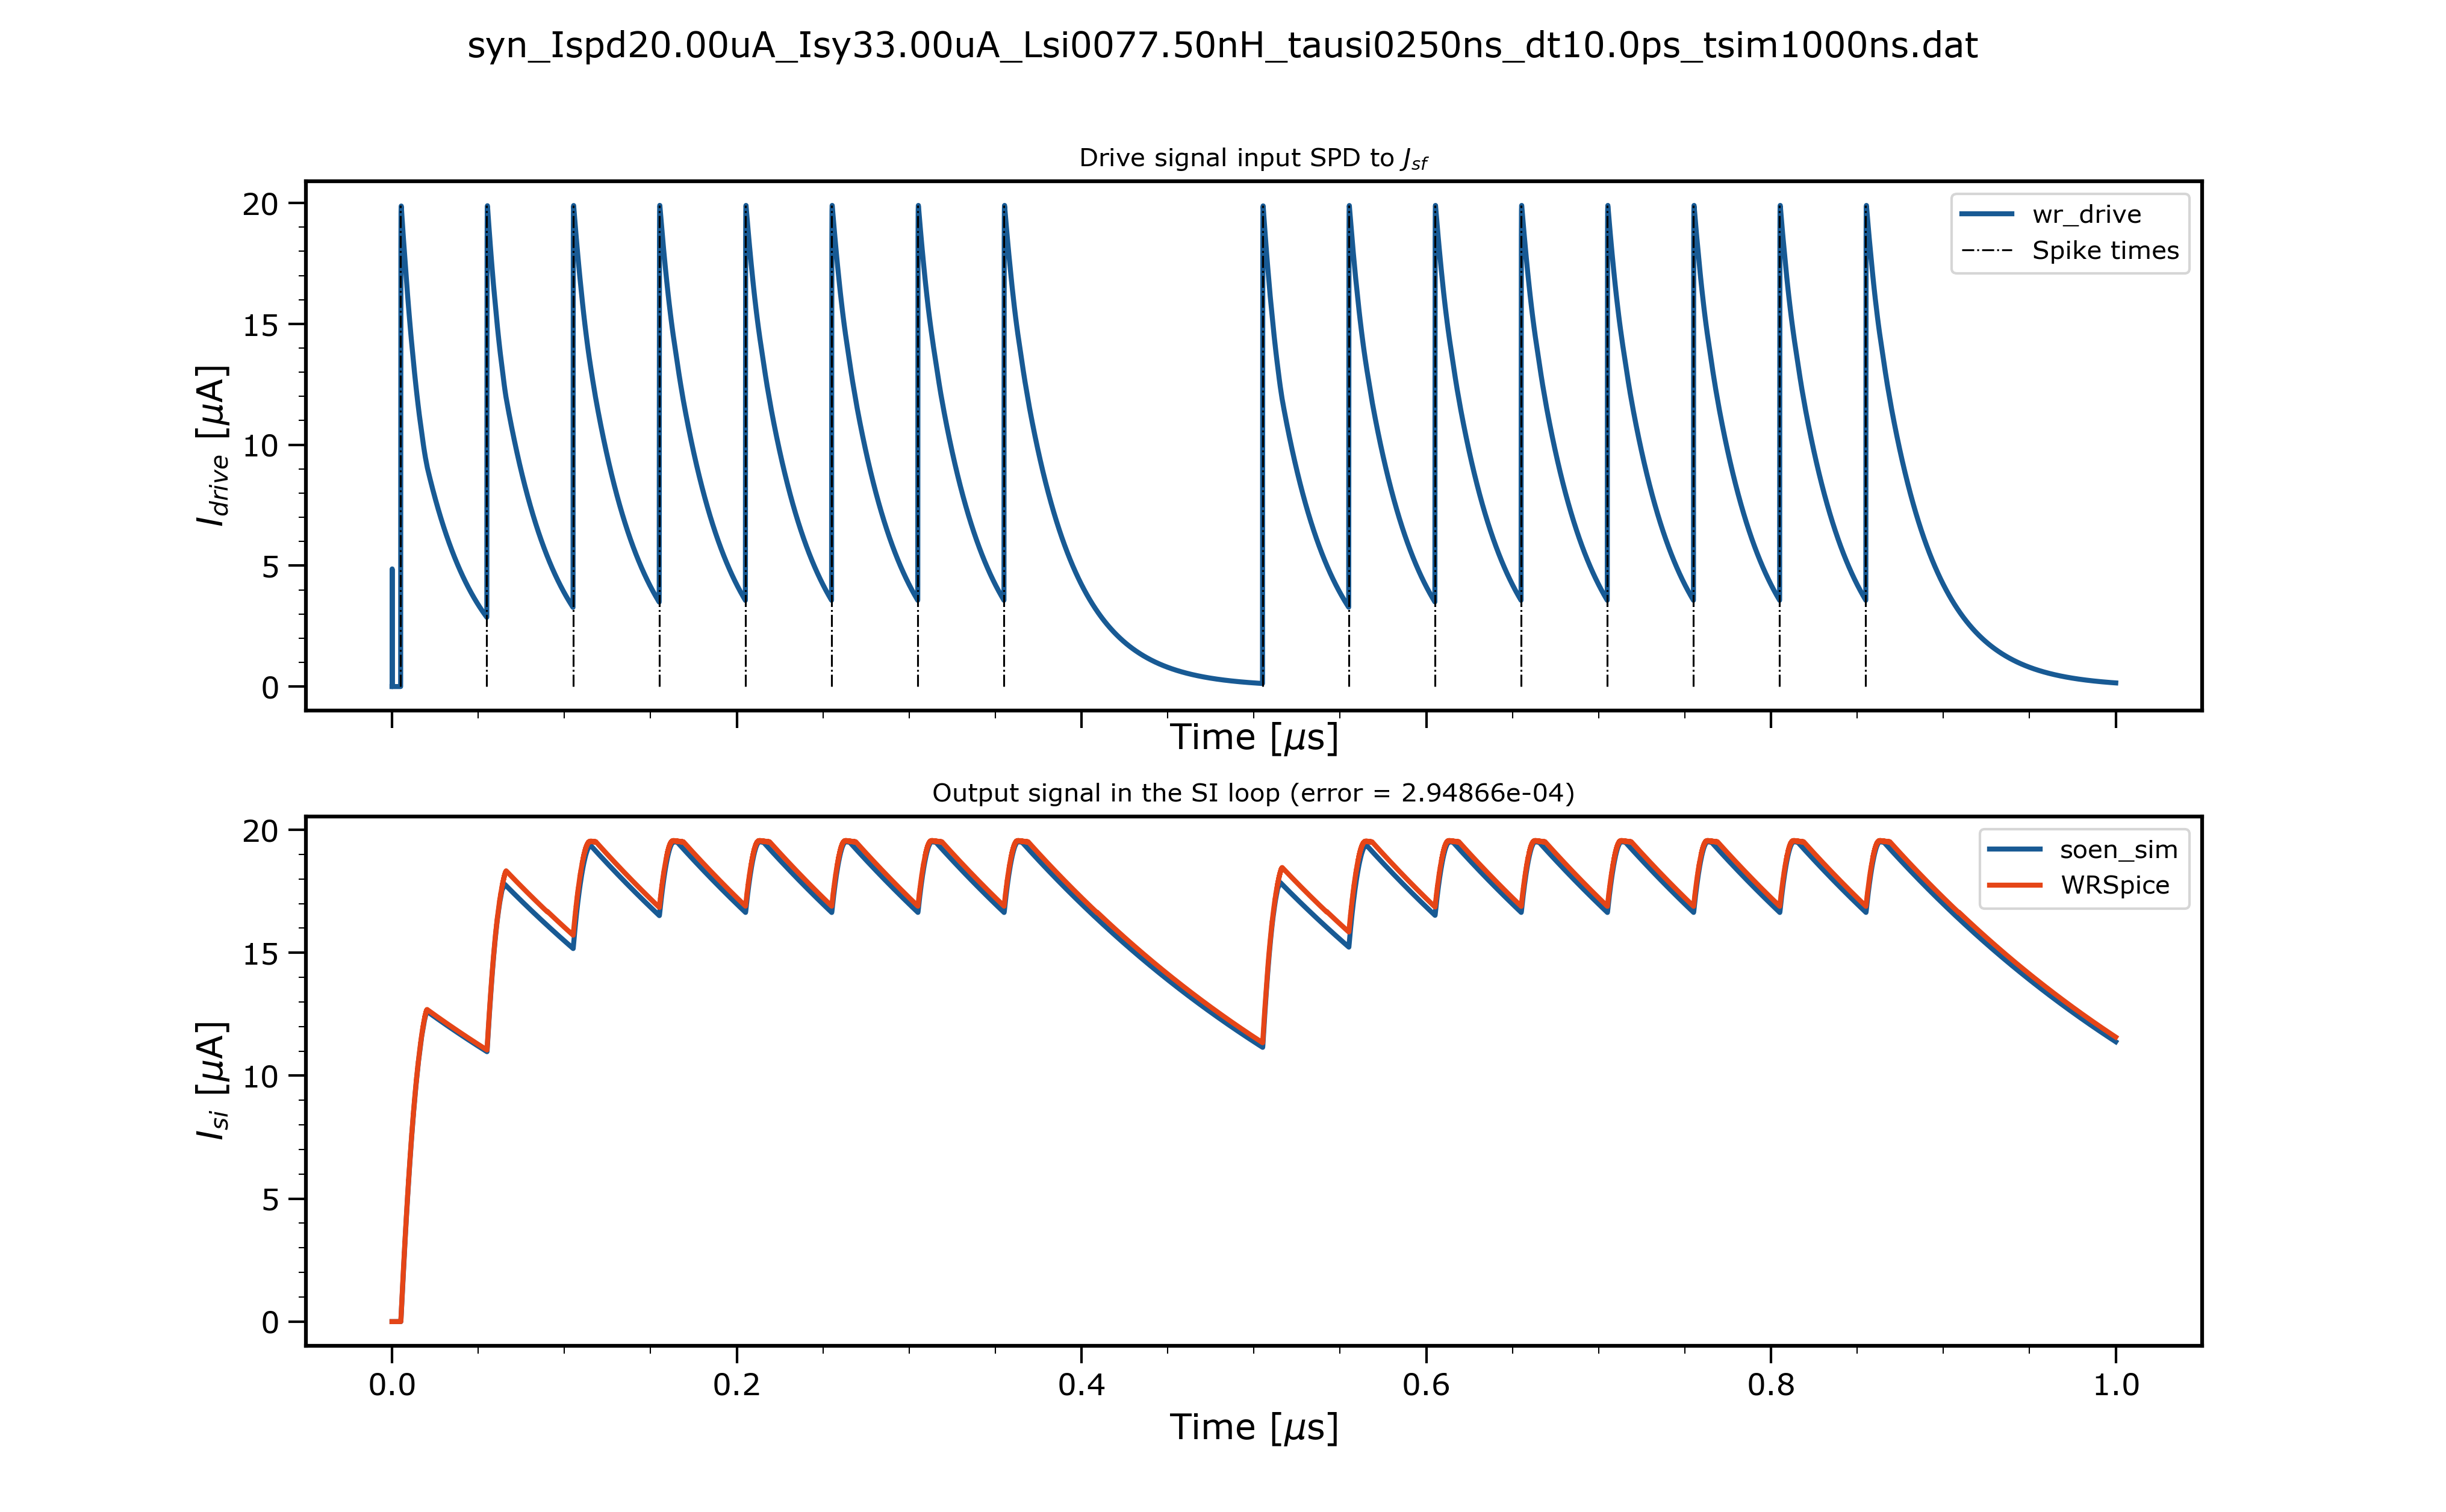 syn_Ispd20.00uA_Isy33.00uA_Lsi0077.50nH_tausi0250ns_dt10.0ps_tsim1000ns.dat
Drive signal input SPD to J_sf
I_drive [μA]
20
15
10
5
0
wr_drive
Spike times
Time [μs]
Output signal in the SI loop (error = 2.94866e-04)
I_si [μA]
20
15
10
5
0
soen_sim
WRSpice
0.0 0.2 0.4 0.6 0.8 1.0
Time [μs]